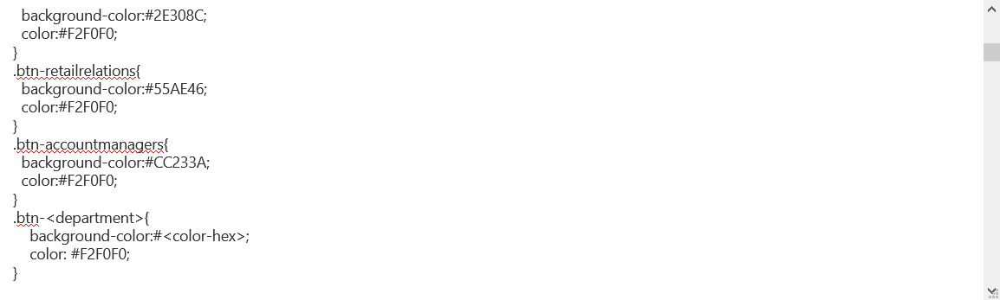 background-color:#2E308C;
color:#F2F0F0;
}
.btn-retailrelations{
background-color:#55AE46;
color:#F2F0F0;
}
.btn-accountmanagers{
background-color:#CC233A;
color:#F2F0F0;
}
.btn-<department>{
background-color:#<color-hex>;
color: #F2F0F0;
}